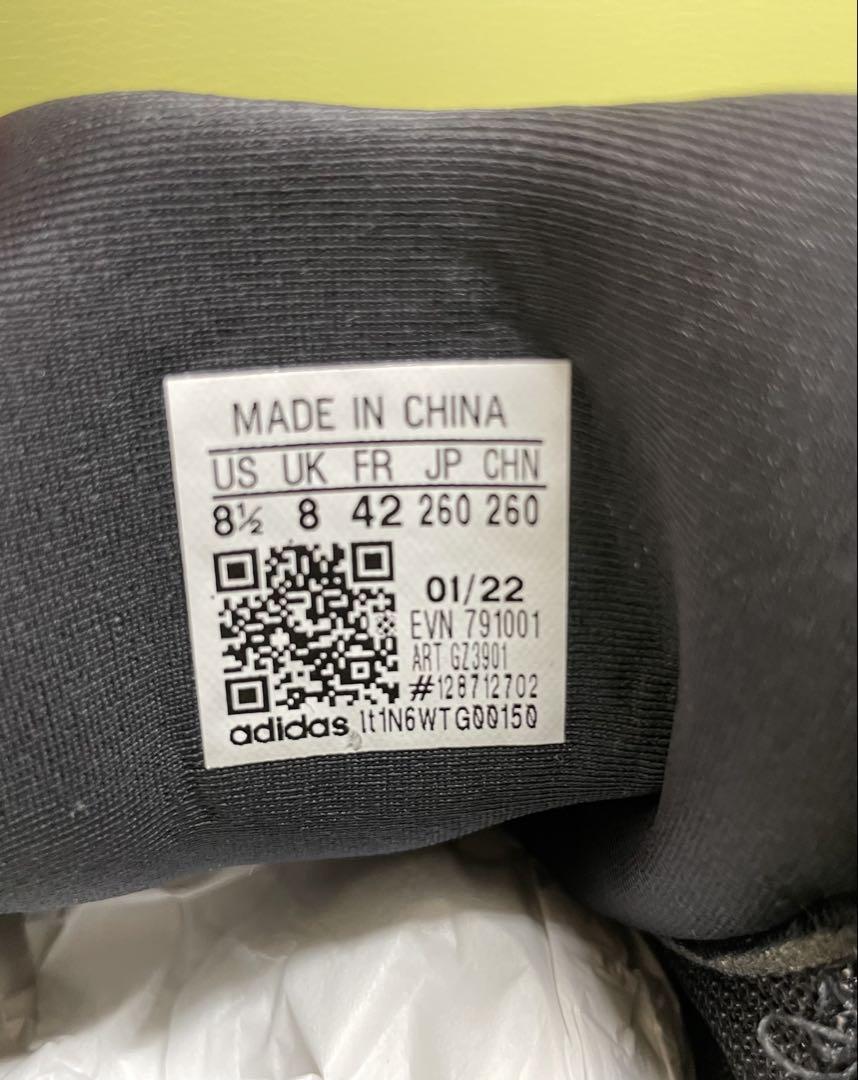 MADE IN CHINA
US UK FR JP CHN
8½ 8 42 260 260
01/22
EVN 791001
ART GZ3901
#128712702
adidas 1t1N6WTG00150